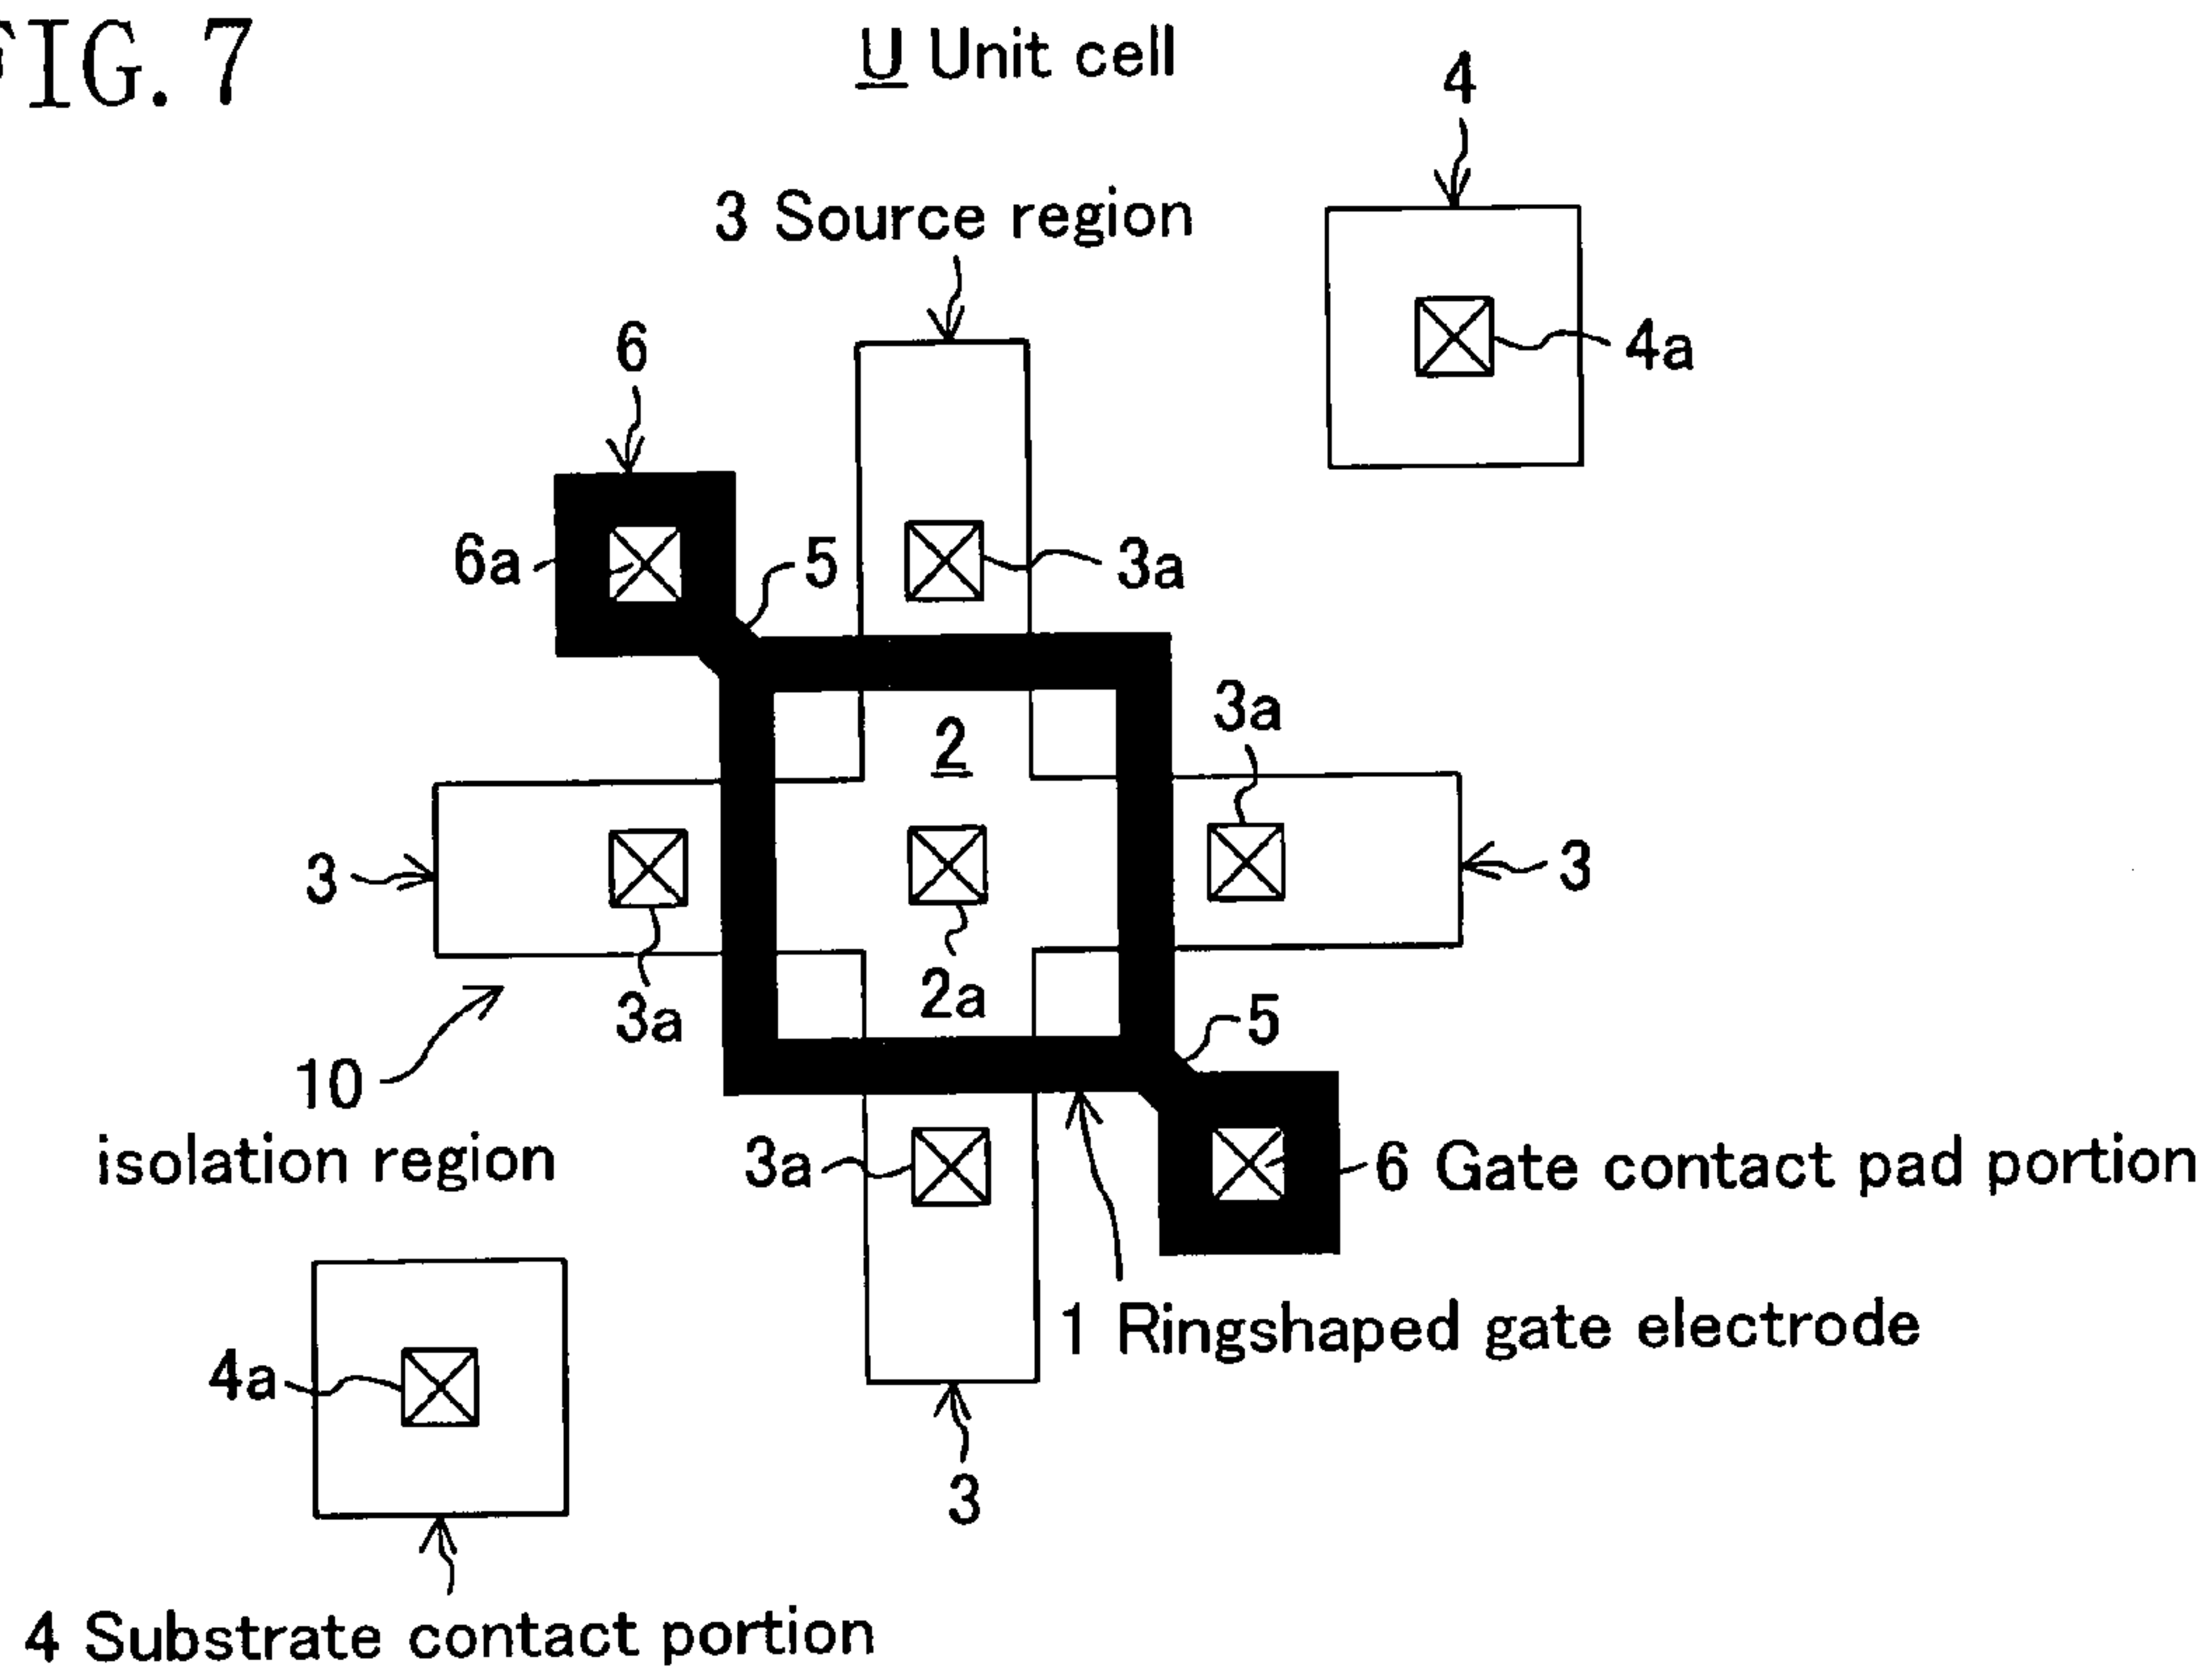 FIG. 7
U Unit cell
4
3 Source region
6
4a
6a
5
3a
3a
2
3
3
2a
3a
5
10
isolation region
3a
6 Gate contact pad portion
1 Ringshaped gate electrode
4a
3
4 Substrate contact portion